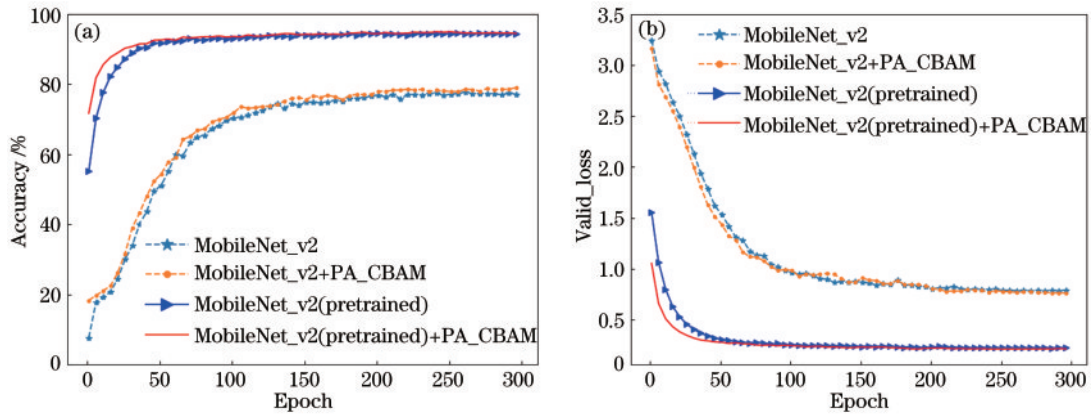 (a)
100
80
60
40
20
0
Accuracy /%
MobileNet_v2
MobileNet_v2+PA_CBAM
MobileNet_v2(pretrained)
MobileNet_v2(pretrained)+PA_CBAM
0 50 100 150 200 250 300
Epoch
(b)
3.5
3.0
2.5
2.0
1.5
1.0
0.5
0
Valid_loss
MobileNet_v2
MobileNet_v2+PA_CBAM
MobileNet_v2(pretrained)
MobileNet_v2(pretrained)+PA_CBAM
0 50 100 150 200 250 300
Epoch